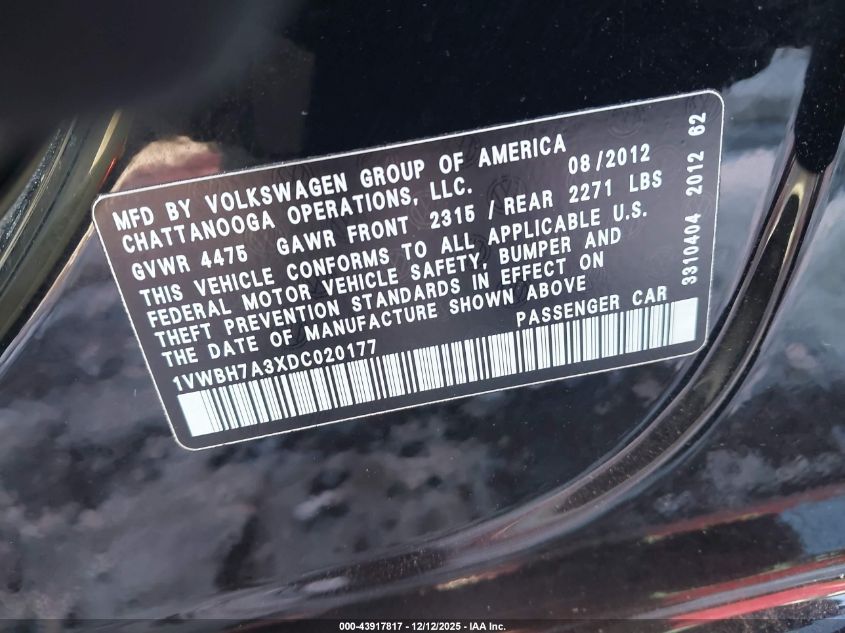 MFD BY VOLKSWAGEN GROUP OF AMERICA
CHATTANOOGA OPERATIONS, LLC. 08/2012
GVWR 4475 GAWR FRONT 2315 / REAR 2271 LBS
THIS VEHICLE CONFORMS TO ALL APPLICABLE U.S.
FEDERAL MOTOR VEHICLE SAFETY, BUMPER AND
THEFT PREVENTION STANDARDS IN EFFECT ON
THE DATE OF MANUFACTURE SHOWN ABOVE
1VWBH7A3XDC020177 PASSENGER CAR
3310404 2012 62
000-43917817 - 12/12/2025 - IAA Inc.